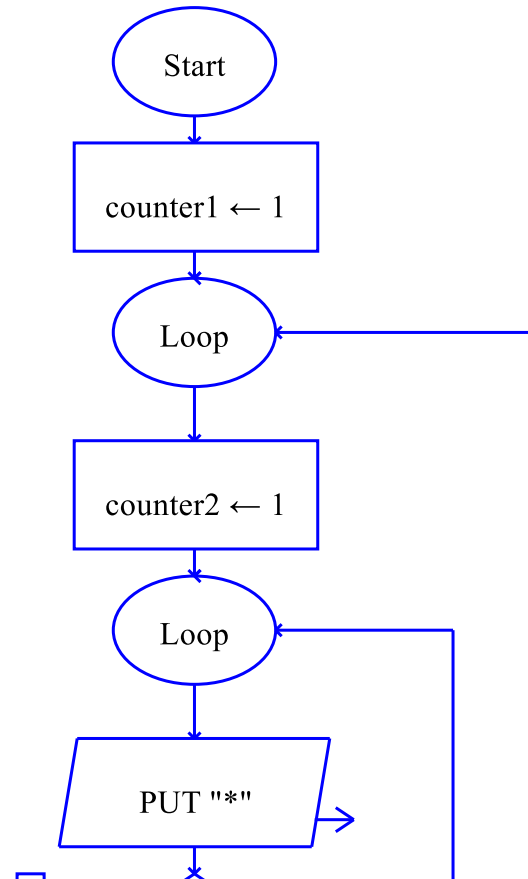 Start
counter1 ← 1
Loop
counter2 ← 1
Loop
PUT "*"